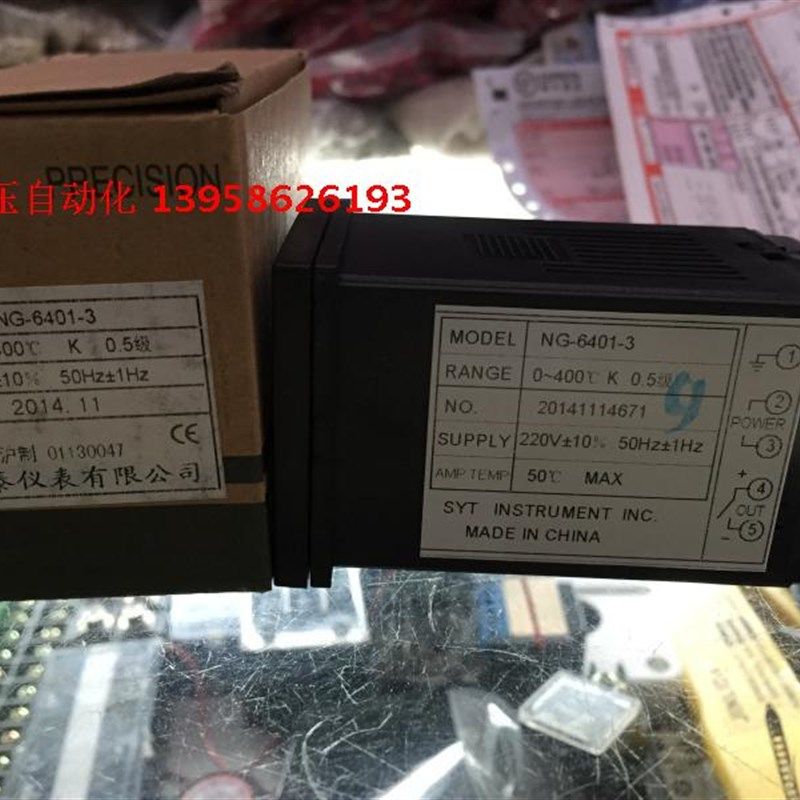 PRECISION
压自动化 13958626193
NG-6401-3
400℃ K 0.5级
±10% 50Hz±1Hz
2014.11
沪制 01130047
CE
泰仪表有限公司
MODEL NG-6401-3
RANGE 0~400℃ K 0.5级
NO. 20141114671
9
SUPPLY 220V±10% 50Hz±1Hz
AMP TEMP 50℃ MAX
SYT INSTRUMENT INC.
MADE IN CHINA
1
2
POWER
3
+
4
OUT
5
-